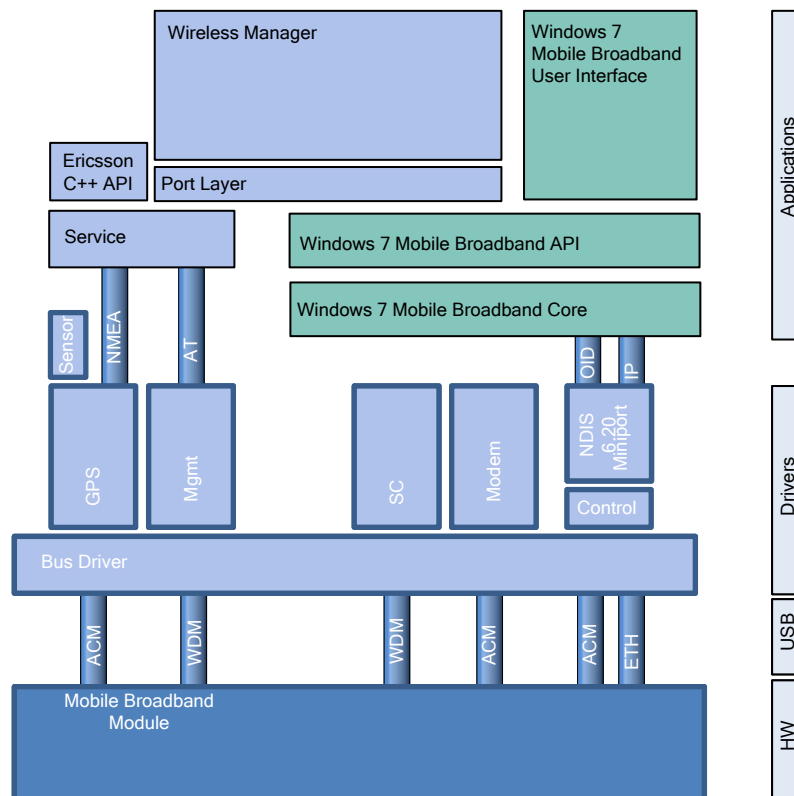 Wireless Manager
Windows 7
Mobile Broadband
User Interface
Applications
Ericsson
C++ API
Port Layer
Service
Windows 7 Mobile Broadband API
Windows 7 Mobile Broadband Core
Sensor
NMEA
AT
OID
IP
GPS
Mgmt
SC
Modem
NDIS
6.20
Miniport
Control
Drivers
Bus Driver
ACM
WDM
WDM
ACM
ACM
ETH
USB
Mobile Broadband
Module
HW